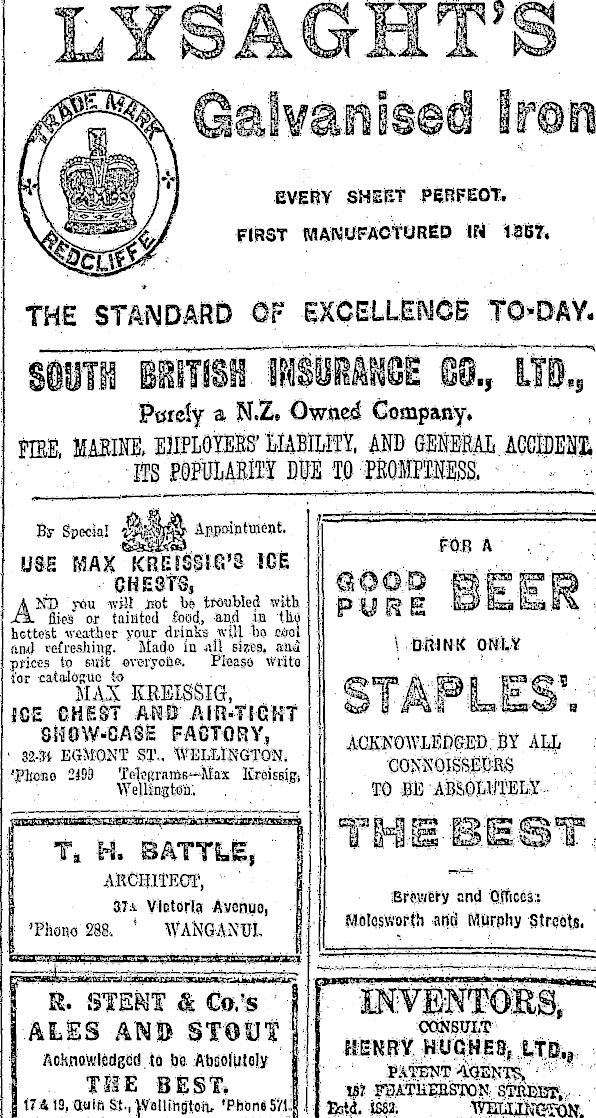 LYSAGHT'S
TRADE MARK
REDCLIFFE
Galvanised Iron
EVERY SHEET PERFECT.
FIRST MANUFACTURED IN 1857.
THE STANDARD OF EXCELLENCE TO-DAY.
SOUTH BRITISH INSURANCE CO., LTD.,
Purely a N.Z. Owned Company.
FIRE, MARINE, EMPLOYERS' LIABILITY, AND GENERAL ACCIDENT.
ITS POPULARITY DUE TO PROMPTNESS.
By Special Appointment.
USE MAX KREISSIG'S ICE
CHESTS,
AND you will not be troubled with
flies or tainted food, and in the
hottest weather your drinks will be cool
and refreshing. Made in all sizes, and
prices to suit everyone. Please write
for catalogue to
MAX KREISSIG,
ICE CHEST AND AIR-TIGHT
SHOW-CASE FACTORY,
32-34 EGMONT ST., WELLINGTON.
'Phone 2499 Telegrams—Max Kreissig,
Wellington.
T. H. BATTLE,
ARCHITECT,
37A Victoria Avenue,
'Phone 288. WANGANUI.
R. STENT & Co.'s
ALES AND STOUT
Acknowledged to be Absolutely
THE BEST.
17 & 19, Quin St., Wellington. 'Phone 571.
FOR A
GOOD
PURE BEER
DRINK ONLY
STAPLES'.
ACKNOWLEDGED BY ALL
CONNOISSEURS
TO BE ABSOLUTELY
THE BEST
Brewery and Offices:
Molesworth and Murphy Streets.
INVENTORS,
CONSULT
HENRY HUGHES, LTD.,
PATENT AGENTS,
157 FEATHERSTON STREET,
Estd. 1882. WELLINGTON.